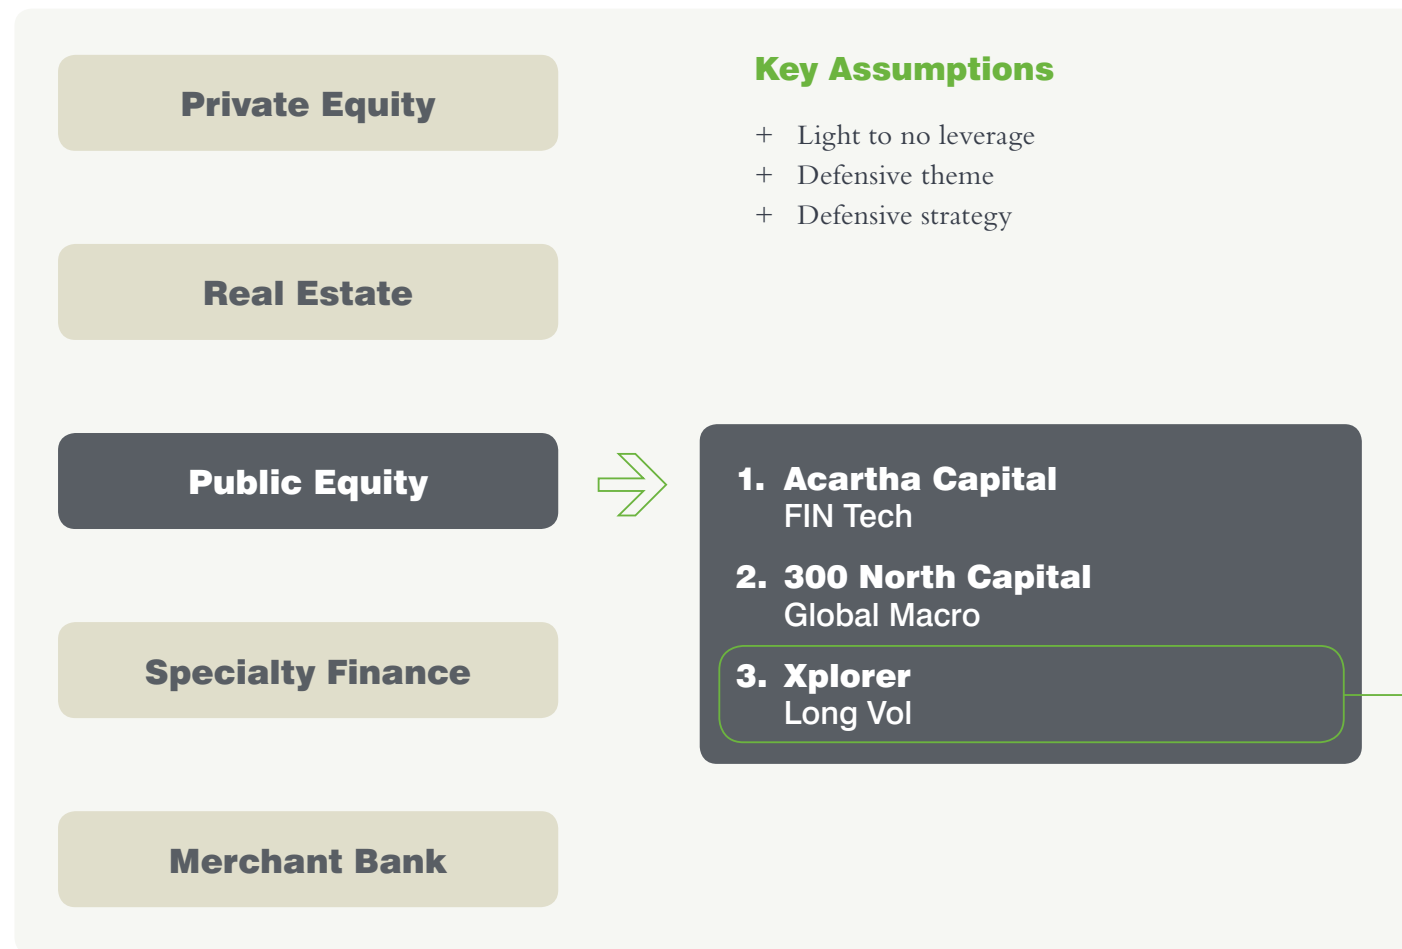 Private Equity
Real Estate
Public Equity
Specialty Finance
Merchant Bank
Key Assumptions
+ Light to no leverage
+ Defensive theme
+ Defensive strategy
1. Acartha Capital
FIN Tech
2. 300 North Capital
Global Macro
3. Xplorer
Long Vol